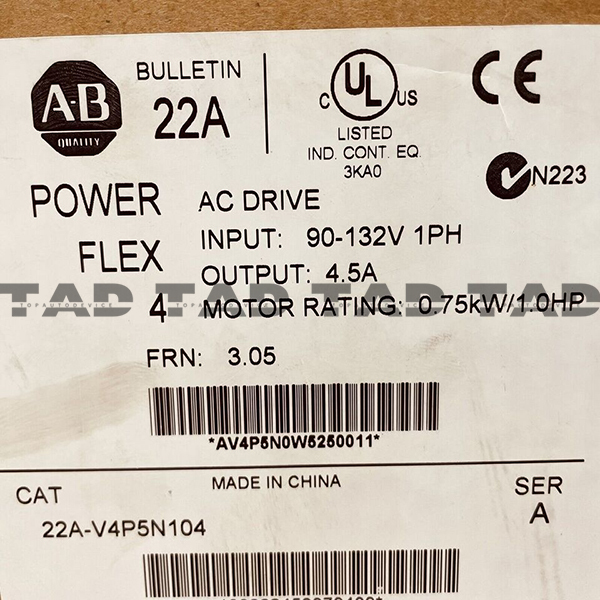 A-B
QUALITY
BULLETIN
22A
C UL US
LISTED
IND. CONT. EQ.
3KA0
CE
N223
POWER
FLEX
4
AC DRIVE
INPUT: 90-132V 1PH
OUTPUT: 4.5A
MOTOR RATING: 0.75kW/1.0HP
TAD TAD TAD TAD
TOPAUTODEVICE
FRN: 3.05
*AV4P5N0W5250011*
MADE IN CHINA
CAT
22A-V4P5N104
SER
A